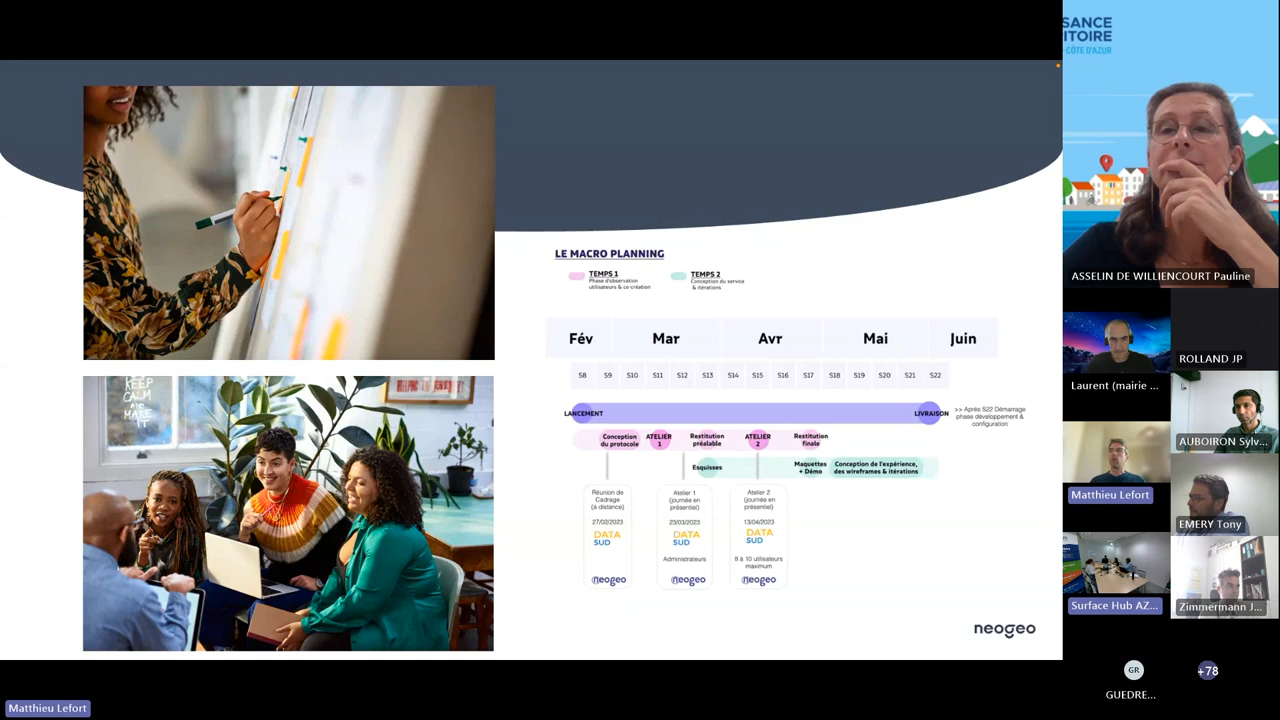 KEEP
CALM
MAKE
IT
LE MACRO PLANNING
TEMPS 1
Phase d'observation
utilisateurs & co-création
TEMPS 2
Conception du service
& itérations
Fév Mar Avr Mai Juin
S8 S9 S10 S11 S12 S13 S14 S15 S16 S17 S18 S19 S20 S21 S22
LANCEMENT
LIVRAISON
>> Après S22 Démarrage
phase développement &
configuration
Conception
du protocole
ATELIER
1
Restitution
préalable
ATELIER
2
Restitution
finale
Esquisses
Maquettes
+ Démo
Conception de l'expérience,
des wireframes & itérations
Réunion de
Cadrage
(à distance)
27/02/2023
DATA
SUD
neogeo
Atelier 1
(journée en
présentiel)
23/03/2023
DATA
SUD
Administrateurs
neogeo
Atelier 2
(journée en
présentiel)
13/04/2023
DATA
SUD
8 à 10 utilisateurs
maximum
neogeo
neogeo
Matthieu Lefort
SANCE
ITOIRE
-CÔTE D'AZUR
ASSELIN DE WILLIENCOURT Pauline
Laurent (mairie ...
ROLLAND JP
AUBOIRON Sylv...
Matthieu Lefort
EMERY Tony
Surface Hub AZ...
Zimmermann J...
GR
GUEDRE...
+78